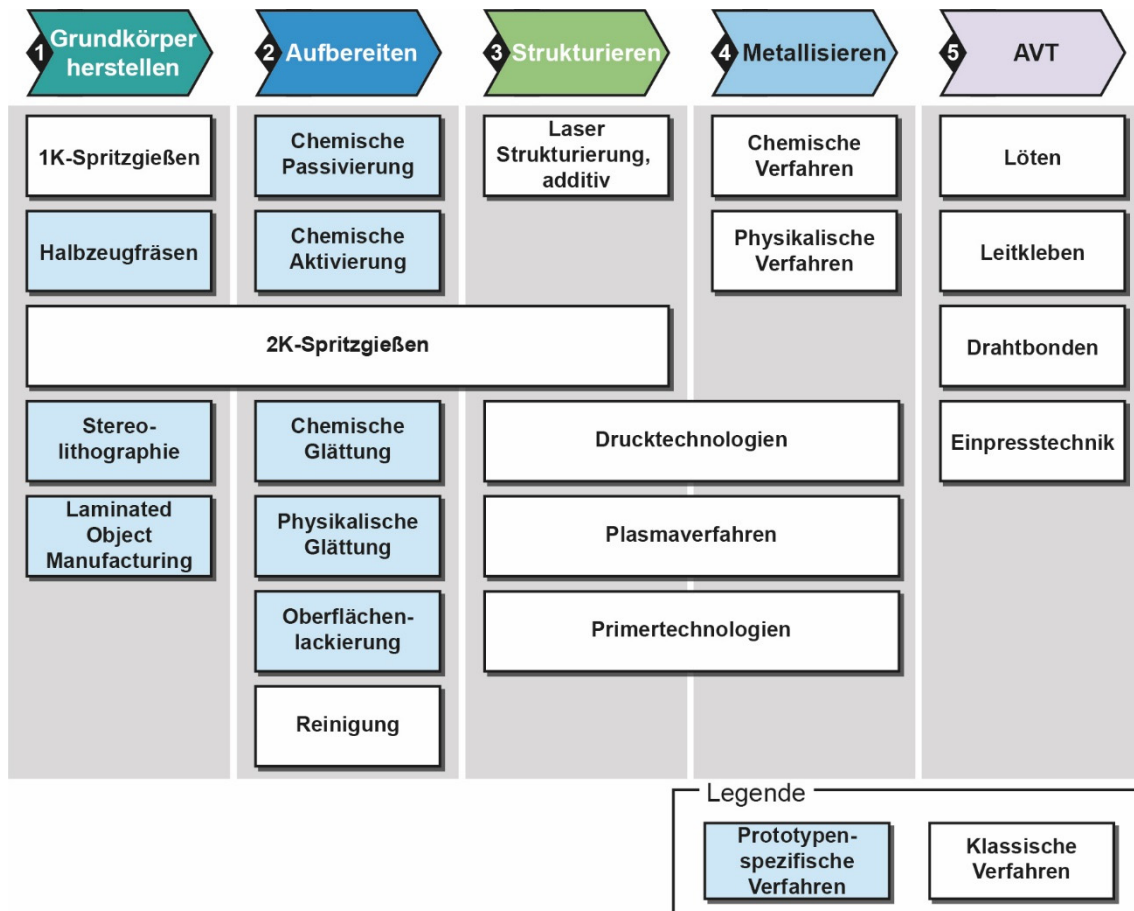 1 Grundkörper
herstellen
2 Aufbereiten
3 Strukturieren
4 Metallisieren
5 AVT
1K-Spritzgießen
Chemische
Passivierung
Laser
Strukturierung,
additiv
Chemische
Verfahren
Löten
Halbzeugfräsen
Chemische
Aktivierung
Physikalische
Verfahren
Leitkleben
2K-Spritzgießen
Drahtbonden
Stereo-
lithographie
Chemische
Glättung
Drucktechnologien
Einpresstechnik
Laminated
Object
Manufacturing
Physikalische
Glättung
Plasmaverfahren
Oberflächen-
lackierung
Primertechnologien
Reinigung
Legende
Prototypen-
spezifische
Verfahren
Klassische
Verfahren